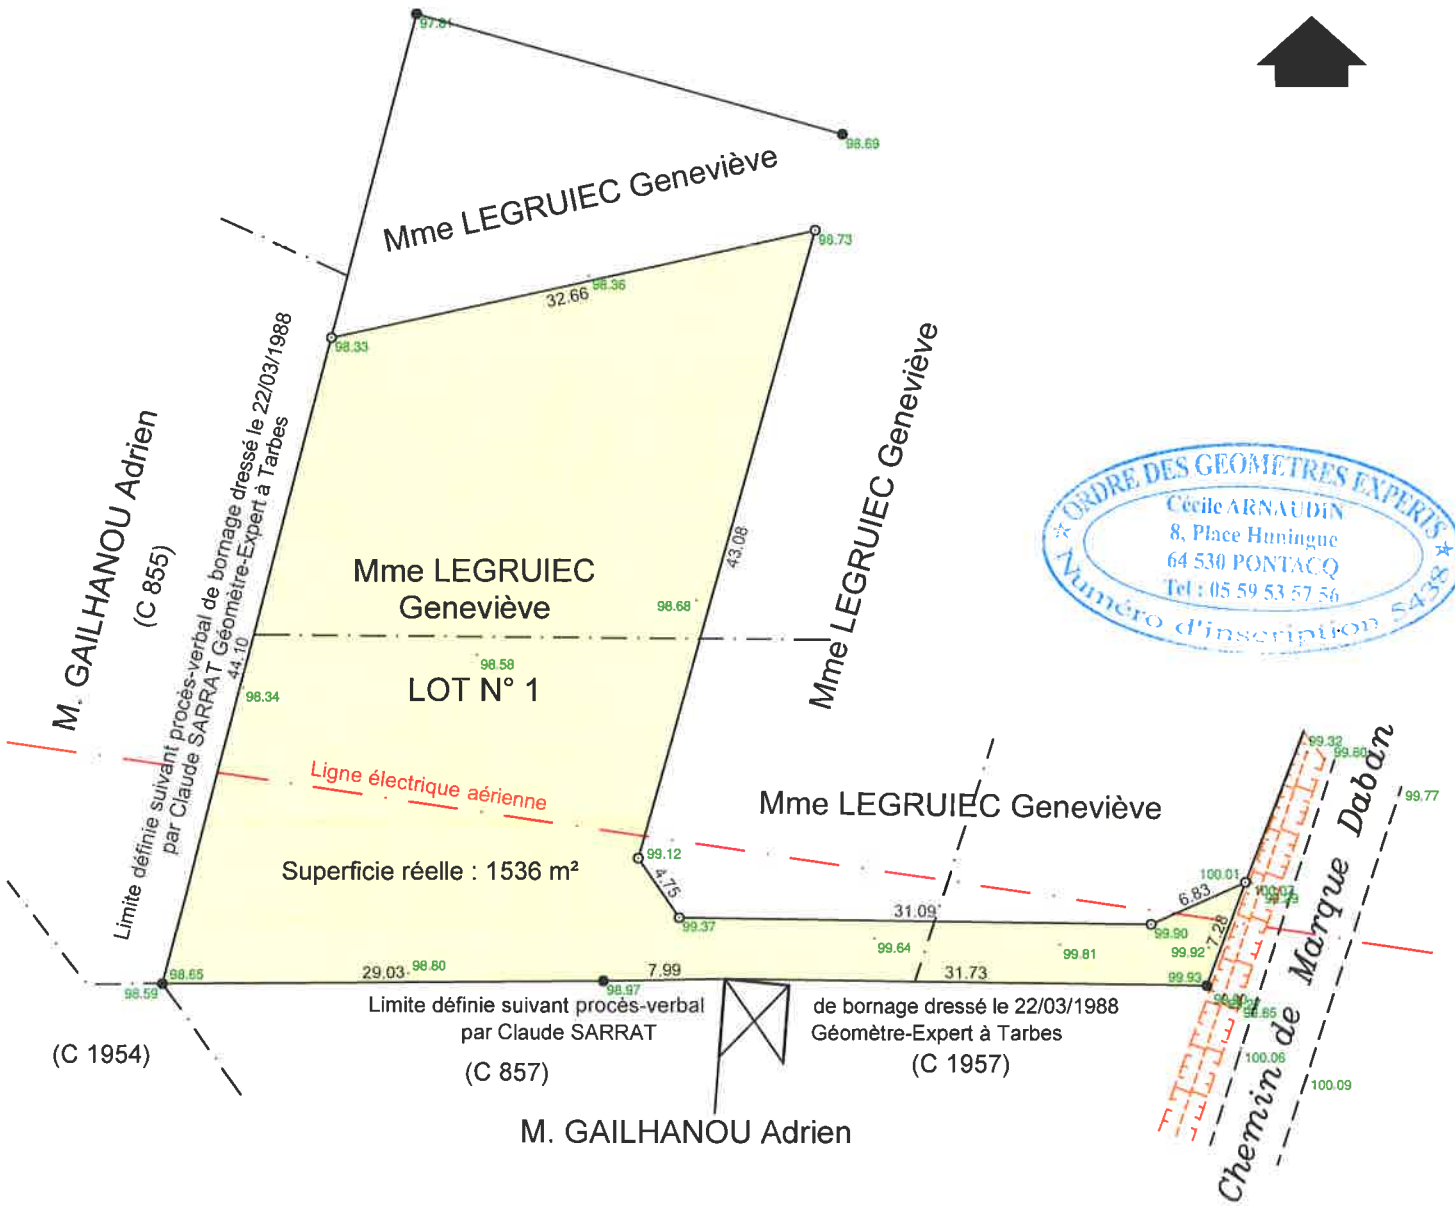 97.81
98.69
Mme LEGRUIEC Geneviève
98.73
98.36
32.66
98.33
Limite définie suivant procès-verbal de bornage dressé le 22/03/1988
par Claude SARRAT Géomètre-Expert à Tarbes
44.10
M. GAILHANOU Adrien
(C 855)
Mme LEGRUIEC Geneviève
43.08
ORDRE DES GEOMETRES EXPERTS
Cécile ARNAUDIN
8, Place Huningue
64 530 PONTACQ
Tel : 05 59 53 57 56
Numéro d'inscription 5438
Mme LEGRUIEC
Geneviève
98.68
98.58
LOT N° 1
98.34
Ligne électrique aérienne
Mme LEGRUIEC Geneviève
99.32
99.80
99.77
Chemin de Marque Daban
99.12
Superficie réelle : 1536 m²
4.75
100.01
6.83
31.09
99.37
99.90
7.28
99.64
99.81
99.92
98.65
98.59
29.03
98.80
98.97
7.99
31.73
99.93
Limite définie suivant procès-verbal
par Claude SARRAT
de bornage dressé le 22/03/1988
Géomètre-Expert à Tarbes
(C 1954)
(C 857)
(C 1957)
100.06
100.09
M. GAILHANOU Adrien